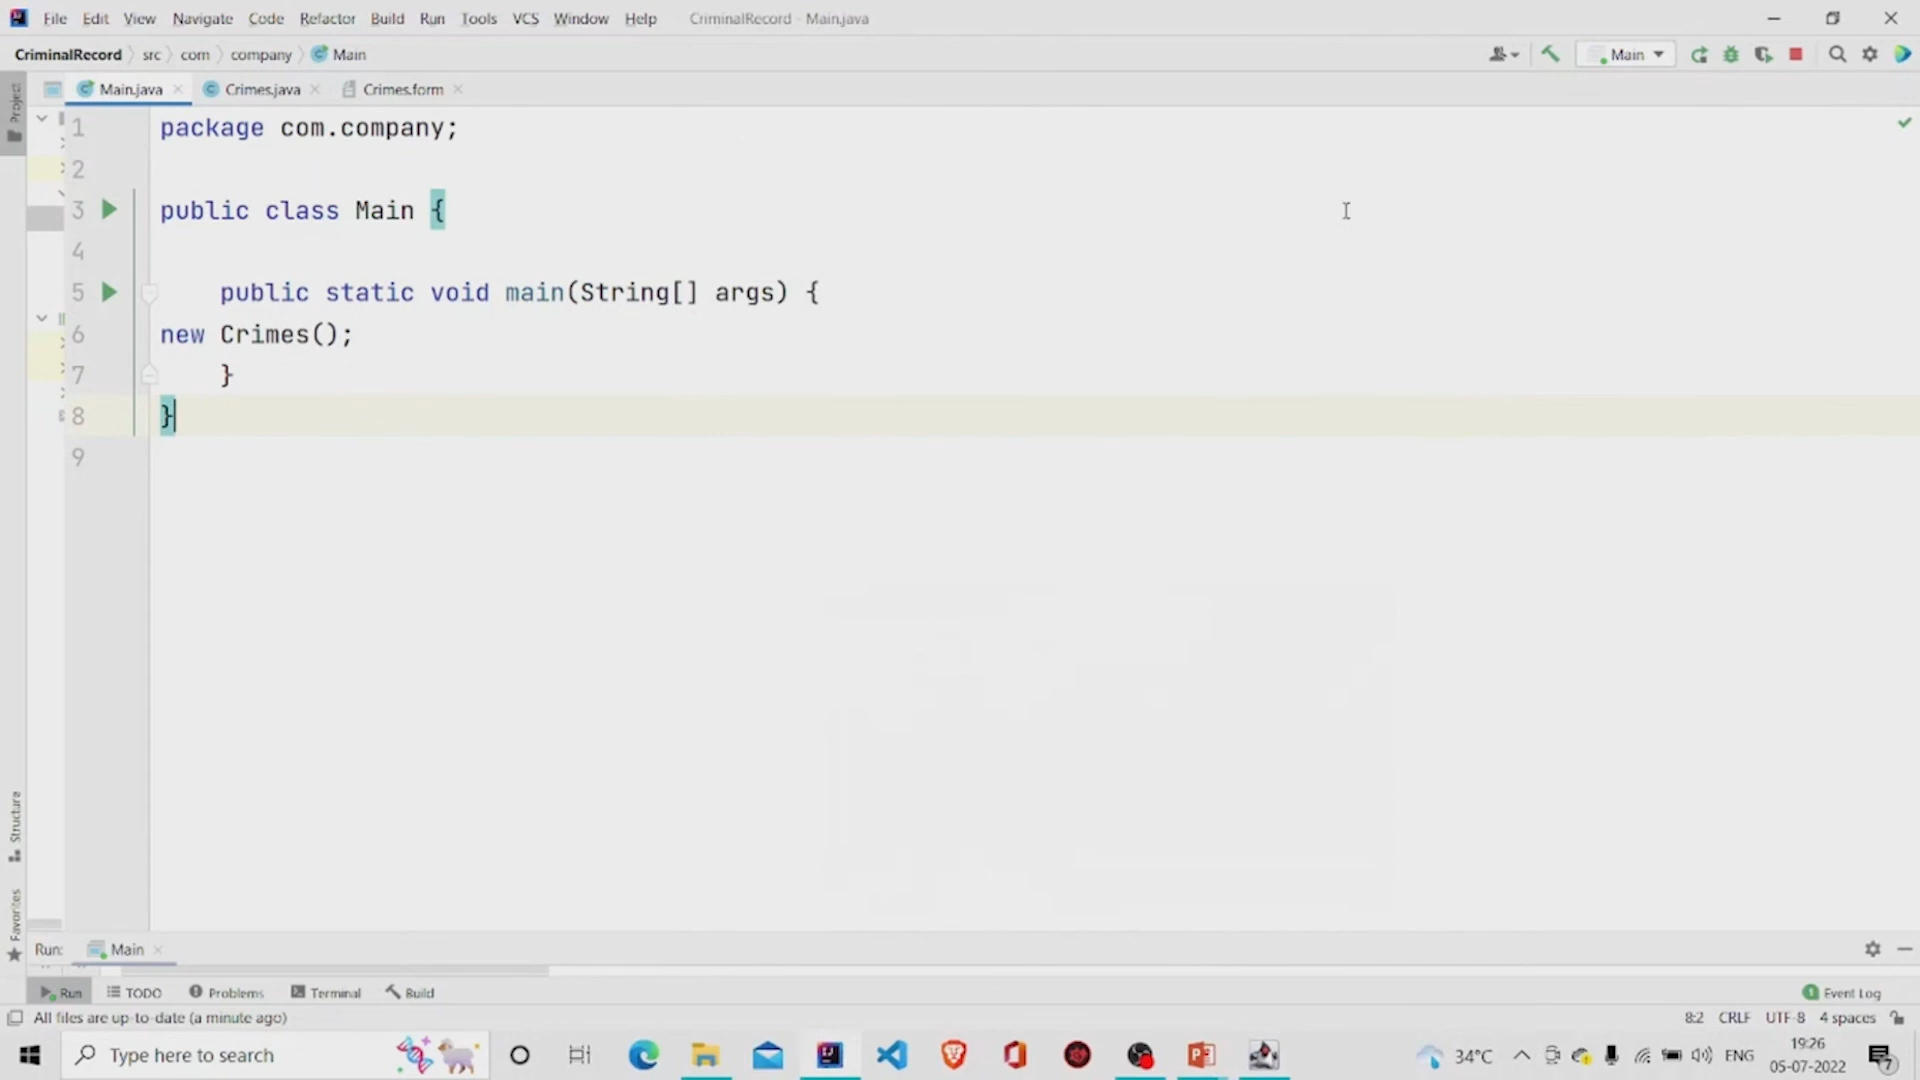 File Edit View Navigate Code Refactor Build Run Tools VCS Window Help CriminalRecord - Main.java
CriminalRecord src com company Main
Main
Main.java Crimes.java Crimes.form
Project
1 package com.company;
2
3 public class Main {
4
5 public static void main(String[] args) {
6 new Crimes();
7 }
8 }
9
Structure
Favorites
Run: Main
Run TODO Problems Terminal Build Event Log
All files are up-to-date (a minute ago) 8:2 CRLF UTF-8 4 spaces
Type here to search 34°C ENG 19:26
05-07-2022 7